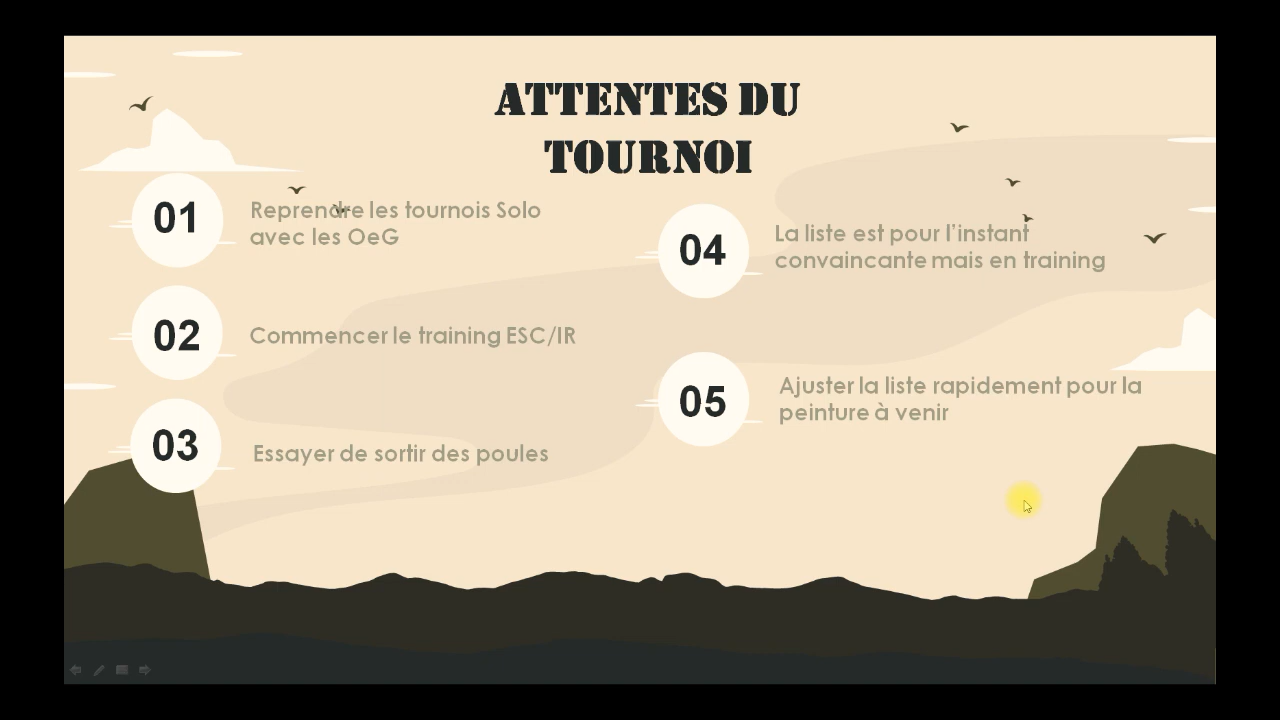 ATTENTES DU
TOURNOI
01
Reprendre les tournois Solo
avec les OeG
02
Commencer le training ESC/IR
03
Essayer de sortir des poules
04
La liste est pour l'instant
convaincante mais en training
05
Ajuster la liste rapidement pour la
peinture à venir